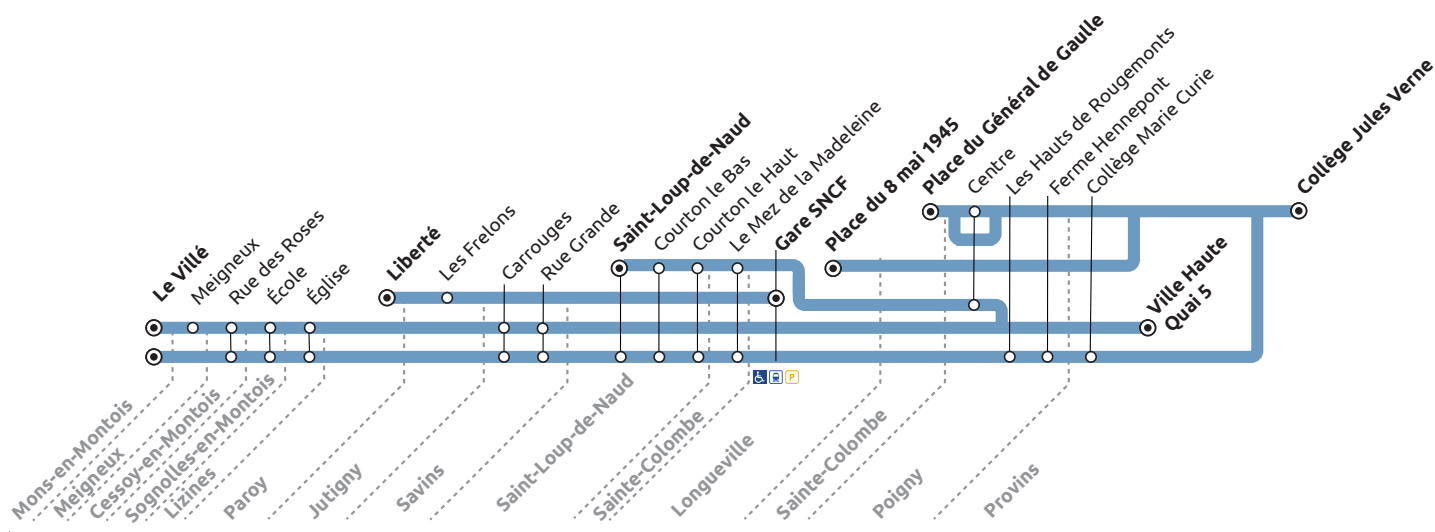 Le Villé
Meigneux
Rue des Roses
École
Église
Liberté
Les Frelons
Carrouges
Rue Grande
Saint-Loup-de-Naud
Courton le Bas
Courton le Haut
Le Mez de la Madeleine
Gare SNCF
Place du 8 mai 1945
Place du Général de Gaulle
Centre
Les Hauts de Rougemonts
Ferme Hennepont
Collège Marie Curie
Ville Haute
Quai 5
Collège Jules Verne
P
Mons-en-Montois
Meigneux
Cessoy-en-Montois
Sognolles-en-Montois
Lizines
Paroy
Jutigny
Savins
Saint-Loup-de-Naud
Sainte-Colombe
Longueville
Sainte-Colombe
Poigny
Provins